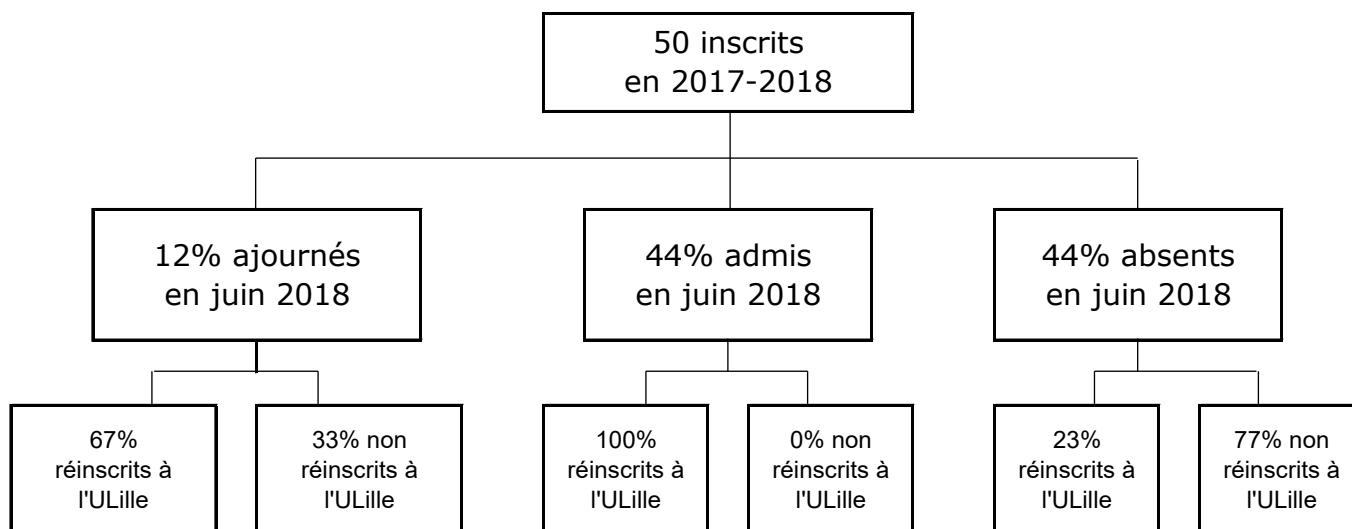 50 inscrits
en 2017-2018
12% ajournés
en juin 2018
44% admis
en juin 2018
44% absents
en juin 2018
67%
réinscrits à
l'ULille
33% non
réinscrits à
l'ULille
100%
réinscrits à
l'ULille
0% non
réinscrits à
l'ULille
23%
réinscrits à
l'ULille
77% non
réinscrits à
l'ULille